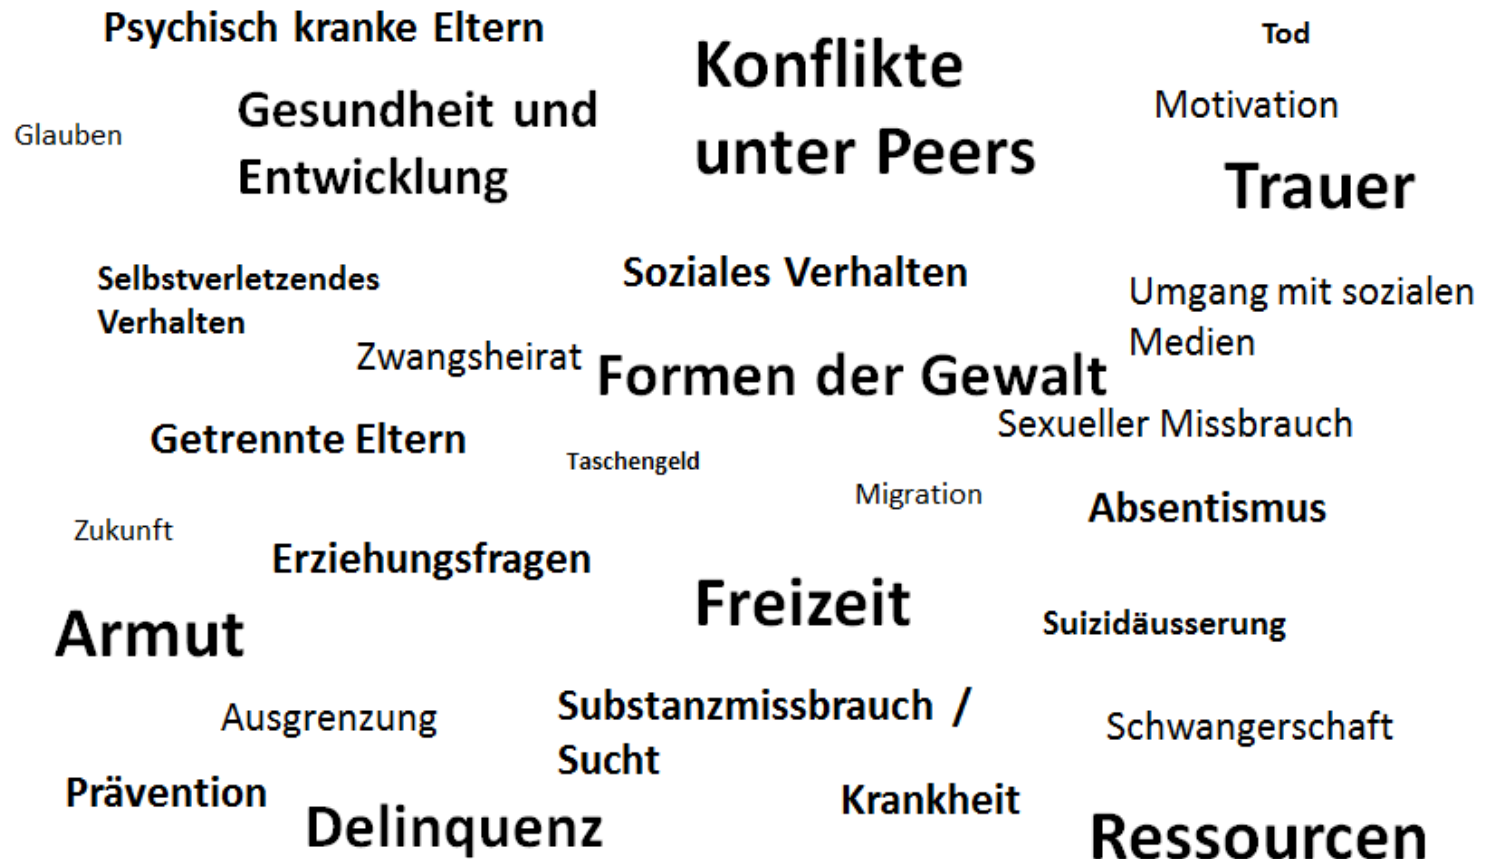 Psychisch kranke Eltern
Tod
Konflikte
unter Peers
Motivation
Gesundheit und
Entwicklung
Glauben
Trauer
Selbstverletzendes
Verhalten
Soziales Verhalten
Umgang mit sozialen
Medien
Zwangsheirat
Formen der Gewalt
Sexueller Missbrauch
Getrennte Eltern
Taschengeld
Migration
Absentismus
Zukunft
Erziehungsfragen
Freizeit
Armut
Suizidäusserung
Ausgrenzung
Substanzmissbrauch /
Sucht
Schwangerschaft
Prävention
Delinquenz
Krankheit
Ressourcen